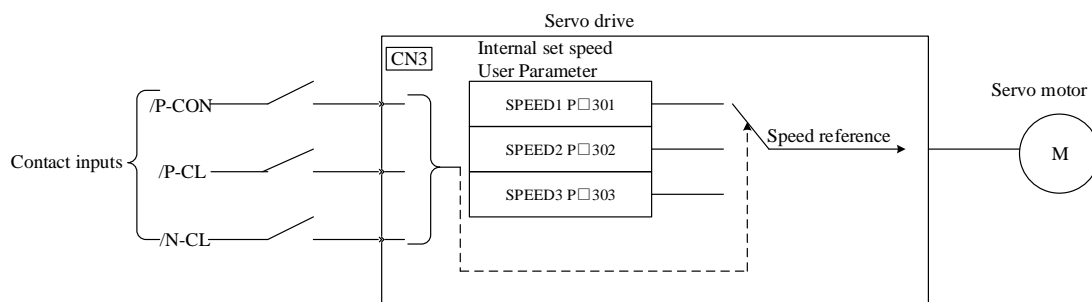 Servo drive
CN3
Internal set speed
User Parameter
/P-CON
SPEED1 P□301
Servo motor
Contact inputs
/P-CL
SPEED2 P□302
Speed reference
M
SPEED3 P□303
/N-CL